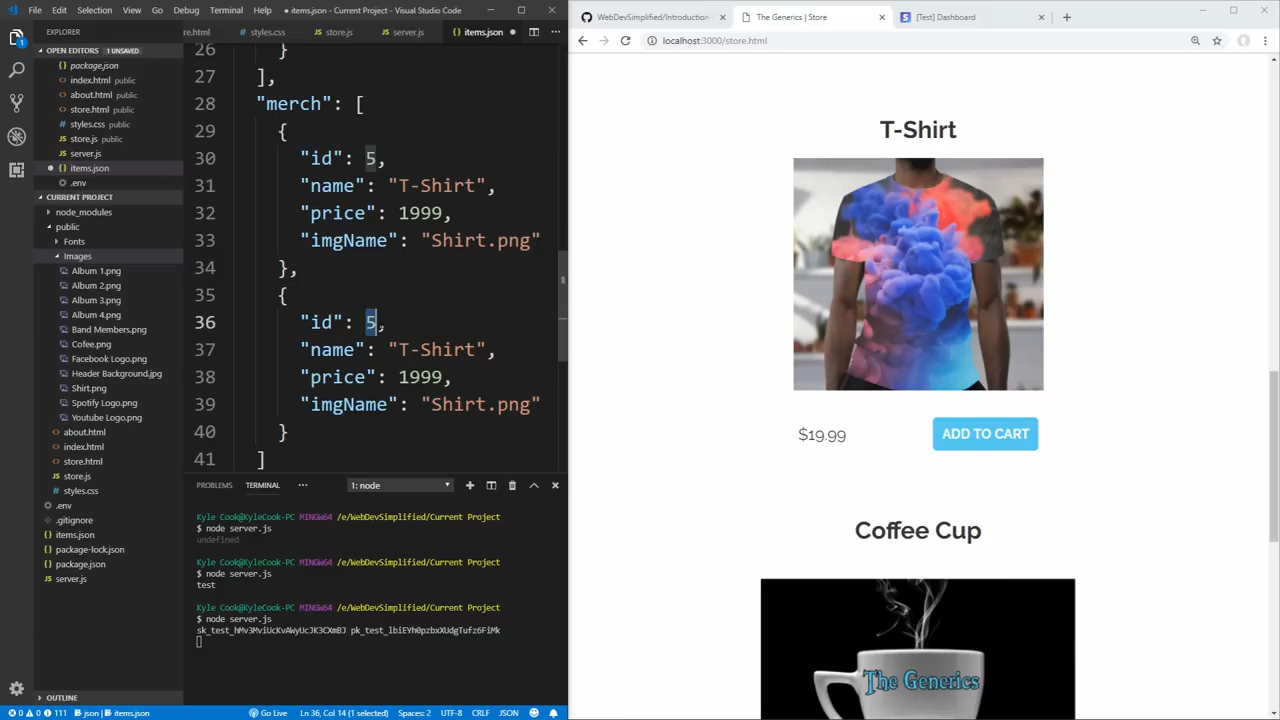 File Edit Selection View Go Debug Terminal Help
● items.json - Current Project - Visual Studio Code
WebDevSimplified/Introduction-
The Generics | Store
[Test] Dashboard
localhost:3000/store.html
EXPLORER
re.html
styles.css
store.js
server.js
items.json
OPEN EDITORS 1 UNSAVED
package.json
index.html public
about.html public
store.html public
styles.css public
store.js public
server.js
items.json
.env
CURRENT PROJECT
node_modules
public
Fonts
Images
Album 1.png
Album 2.png
Album 3.png
Album 4.png
Band Members.png
Cofee.png
Facebook Logo.png
Header Background.jpg
Shirt.png
Spotify Logo.png
Youtube Logo.png
about.html
index.html
store.html
store.js
styles.css
.env
.gitignore
items.json
package-lock.json
package.json
server.js
OUTLINE
26 }
27 ],
28 "merch": [
29 {
30 "id": 5,
31 "name": "T-Shirt",
32 "price": 1999,
33 "imgName": "Shirt.png"
34 },
35 {
36 "id": 5,
37 "name": "T-Shirt",
38 "price": 1999,
39 "imgName": "Shirt.png"
40 }
41 ]
PROBLEMS TERMINAL ··· 1: node
Kyle Cook@KyleCook-PC MINGW64 /e/WebDevSimplified/Current Project
$ node server.js
undefined
Kyle Cook@KyleCook-PC MINGW64 /e/WebDevSimplified/Current Project
$ node server.js
test
Kyle Cook@KyleCook-PC MINGW64 /e/WebDevSimplified/Current Project
$ node server.js
sk_test_hMv3MviUcKvAWyUcJK3CXmBJ pk_test_lbiEYh0pzbxXUdgTufz6FiMk
T-Shirt
$19.99
ADD TO CART
Coffee Cup
The Generics
0 0 111 json | items.json Go Live Ln 36, Col 14 (1 selected) Spaces: 2 UTF-8 CRLF JSON